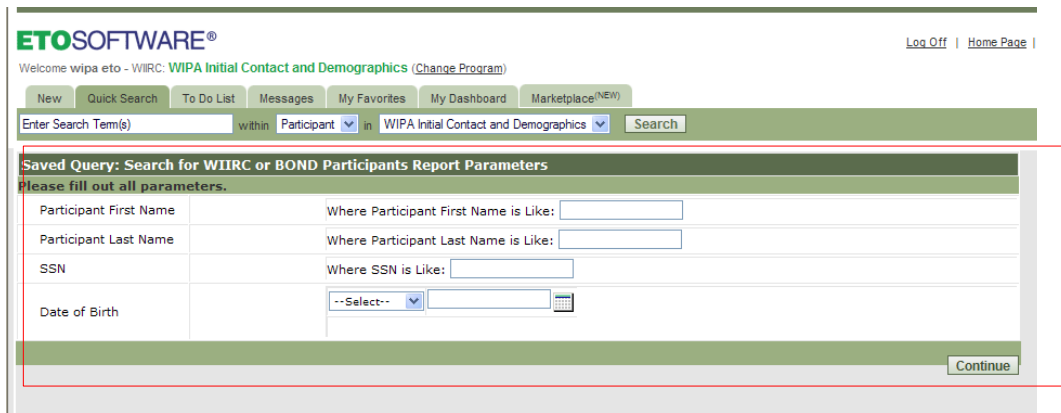 ETOSOFTWARE®
Log Off | Home Page |
Welcome wipa eto - WIIRC: WIPA Initial Contact and Demographics (Change Program)
New Quick Search To Do List Messages My Favorites My Dashboard Marketplace(NEW)
Enter Search Term(s) within Participant in WIPA Initial Contact and Demographics Search
Saved Query: Search for WIIRC or BOND Participants Report Parameters
Please fill out all parameters.
Participant First Name Where Participant First Name is Like:
Participant Last Name Where Participant Last Name is Like:
SSN Where SSN is Like:
Date of Birth --Select--
Continue